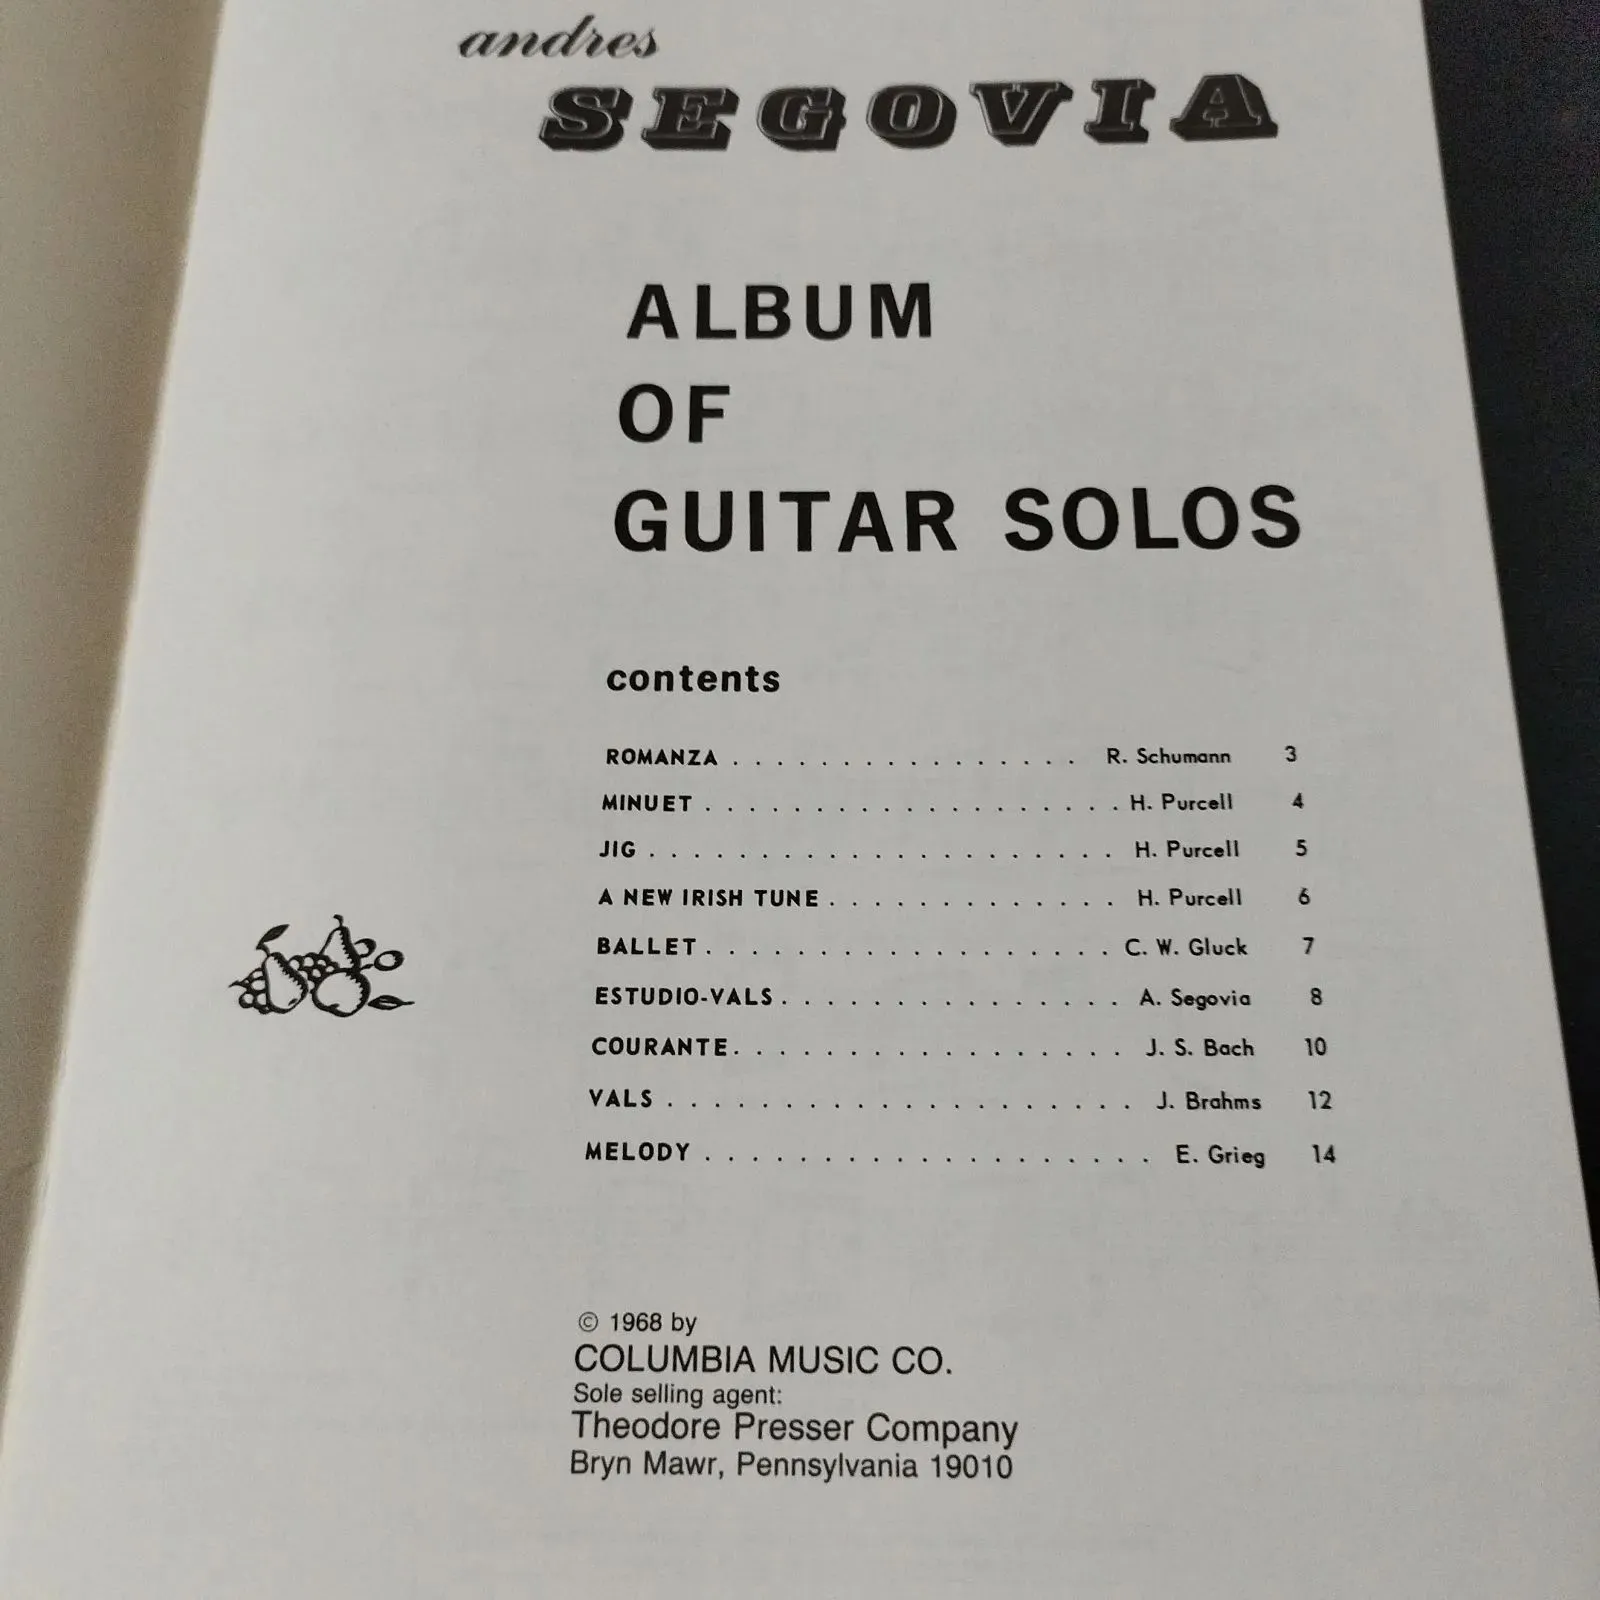 andres
SEGOVIA
ALBUM
OF
GUITAR SOLOS
contents
ROMANZA . . . . . . . . . . . . . . . . R. Schumann 3
MINUET . . . . . . . . . . . . . . . . . . . H. Purcell 4
JIG . . . . . . . . . . . . . . . . . . . . . H. Purcell 5
A NEW IRISH TUNE . . . . . . . . . . . . . H. Purcell 6
BALLET . . . . . . . . . . . . . . . . . . C. W. Gluck 7
ESTUDIO-VALS . . . . . . . . . . . . . . . A. Segovia 8
COURANTE . . . . . . . . . . . . . . . . . J. S. Bach 10
VALS . . . . . . . . . . . . . . . . . . . . J. Brahms 12
MELODY . . . . . . . . . . . . . . . . . . . E. Grieg 14
© 1968 by
COLUMBIA MUSIC CO.
Sole selling agent:
Theodore Presser Company
Bryn Mawr, Pennsylvania 19010